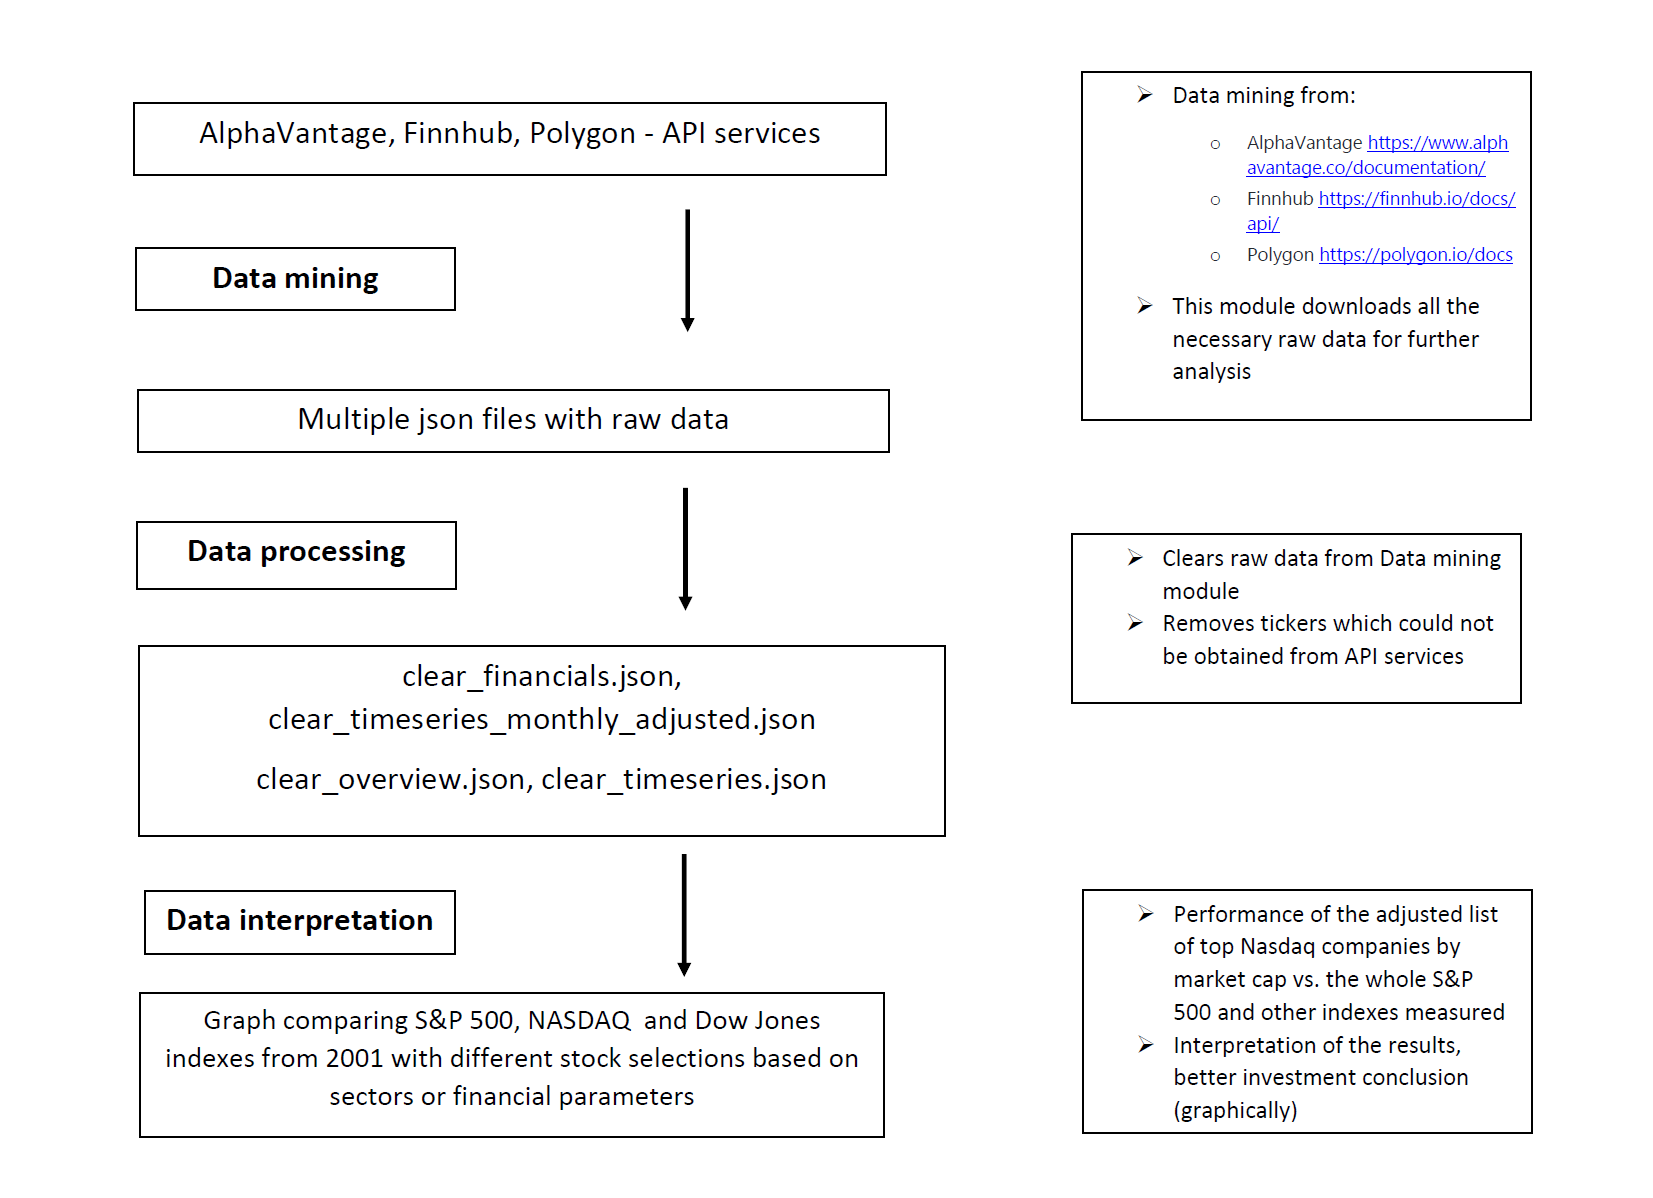 AlphaVantage, Finnhub, Polygon - API services
Data mining
Multiple json files with raw data
Data processing
clear_financials.json,
clear_timeseries_monthly_adjusted.json
clear_overview.json, clear_timeseries.json
Data interpretation
Graph comparing S&P 500, NASDAQ  and Dow Jones
indexes from 2001 with different stock selections based on
sectors or financial parameters
➢ Data mining from:
o AlphaVantage https://www.alph
avantage.co/documentation/
o Finnhub https://finnhub.io/docs/
api/
o Polygon https://polygon.io/docs
➢ This module downloads all the
necessary raw data for further
analysis
➢ Clears raw data from Data mining
module
➢ Removes tickers which could not
be obtained from API services
➢ Performance of the adjusted list
of top Nasdaq companies by
market cap vs. the whole S&P
500 and other indexes measured
➢ Interpretation of the results,
better investment conclusion
(graphically)